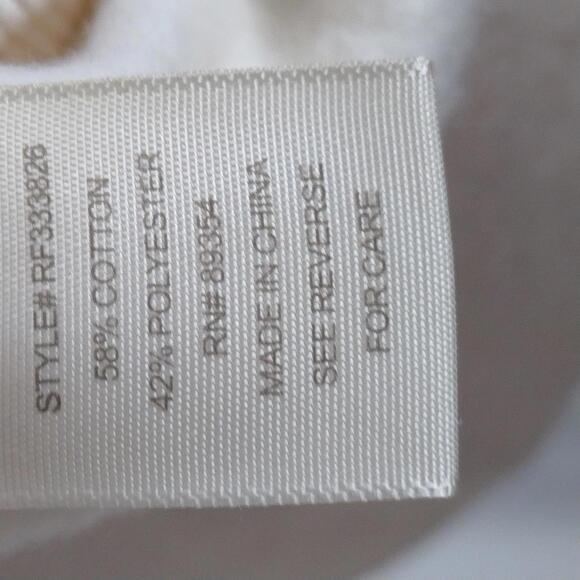 STYLE# RF333826
58% COTTON
42% POLYESTER
RN# 89354
MADE IN CHINA
SEE REVERSE
FOR CARE